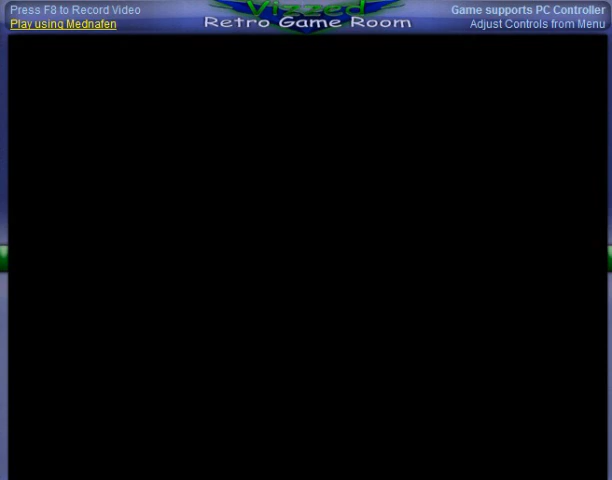 Press F8 to Record Video
Play using Mednafen
Vizzed
Retro Game Room
Game supports PC Controller
Adjust Controls from Menu